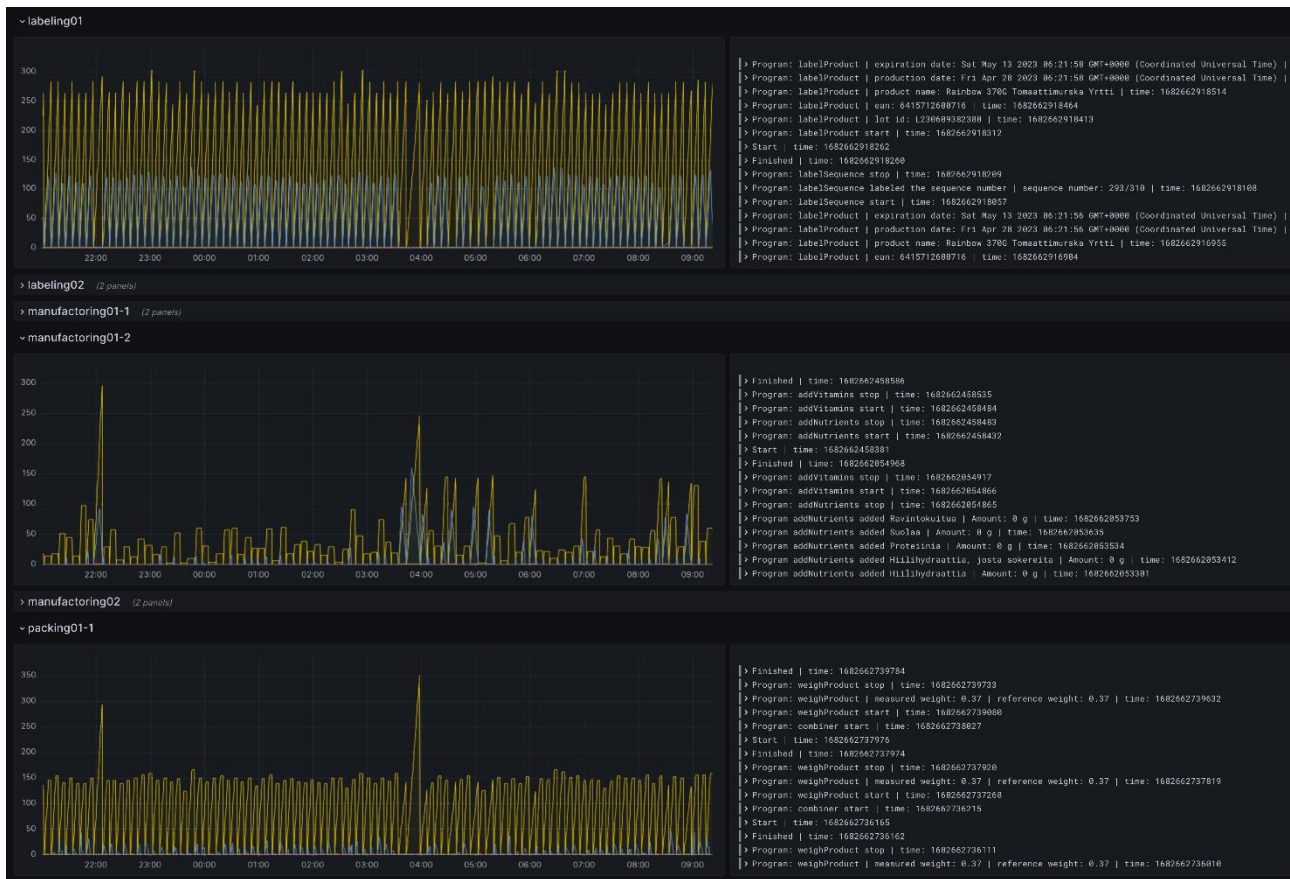 labeling01
300
250
200
150
100
50
0
22:00 23:00 00:00 01:00 02:00 03:00 04:00 05:00 06:00 07:00 08:00 09:00
> Program: labelProduct | expiration date: Sat May 13 2023 06:21:58 GMT+0000 (Coordinated Universal Time) |
> Program: labelProduct | production date: Fri Apr 28 2023 06:21:58 GMT+0000 (Coordinated Universal Time) |
> Program: labelProduct | product name: Rainbow 370G Tomaattimurska Yrtti | time: 1682662918514
> Program: labelProduct | ean: 6415712600716 | time: 1682662918464
> Program: labelProduct | lot id: L230609382380 | time: 1682662918413
> Program: labelProduct start | time: 1682662918312
> Start | time: 1682662918262
> Finished | time: 1682662918260
> Program: labelSequence stop | time: 1682662918209
> Program: labelSequence labeled the sequence number | sequence number: 293/310 | time: 1682662918108
> Program: labelSequence start | time: 1682662918057
> Program: labelProduct | expiration date: Sat May 13 2023 06:21:56 GMT+0000 (Coordinated Universal Time) |
> Program: labelProduct | production date: Fri Apr 28 2023 06:21:56 GMT+0000 (Coordinated Universal Time) |
> Program: labelProduct | product name: Rainbow 370G Tomaattimurska Yrtti | time: 1682662916955
> Program: labelProduct | ean: 6415712600716 | time: 1682662916904
> labeling02 (2 panels)
> manufactoring01-1 (2 panels)
manufactoring01-2
300
250
200
150
100
50
0
22:00 23:00 00:00 01:00 02:00 03:00 04:00 05:00 06:00 07:00 08:00 09:00
> Finished | time: 1682662458586
> Program: addVitamins stop | time: 1682662458535
> Program: addVitamins start | time: 1682662458484
> Program: addNutrients stop | time: 1682662458483
> Program: addNutrients start | time: 1682662458432
> Start | time: 1682662458381
> Finished | time: 1682662054968
> Program: addVitamins stop | time: 1682662054917
> Program: addVitamins start | time: 1682662054866
> Program: addNutrients stop | time: 1682662054865
> Program addNutrients added Ravintokuitua | Amount: 0 g | time: 1682662053753
> Program addNutrients added Suolaa | Amount: 0 g | time: 1682662053635
> Program addNutrients added Proteiinia | Amount: 0 g | time: 1682662053534
> Program addNutrients added Hiilihydraattia, josta sokereita | Amount: 0 g | time: 1682662053412
> Program addNutrients added Hiilihydraattia | Amount: 0 g | time: 1682662053301
> manufactoring02 (2 panels)
packing01-1
350
300
250
200
150
100
50
0
22:00 23:00 00:00 01:00 02:00 03:00 04:00 05:00 06:00 07:00 08:00 09:00
> Finished | time: 1682662739784
> Program: weighProduct stop | time: 1682662739733
> Program: weighProduct | measured weight: 0.37 | reference weight: 0.37 | time: 1682662739632
> Program: weighProduct start | time: 1682662739080
> Program: combiner start | time: 1682662738027
> Start | time: 1682662737976
> Finished | time: 1682662737974
> Program: weighProduct stop | time: 1682662737920
> Program: weighProduct | measured weight: 0.37 | reference weight: 0.37 | time: 1682662737819
> Program: weighProduct start | time: 1682662737268
> Program: combiner start | time: 1682662736215
> Start | time: 1682662736165
> Finished | time: 1682662736162
> Program: weighProduct stop | time: 1682662736111
> Program: weighProduct | measured weight: 0.37 | reference weight: 0.37 | time: 1682662736010